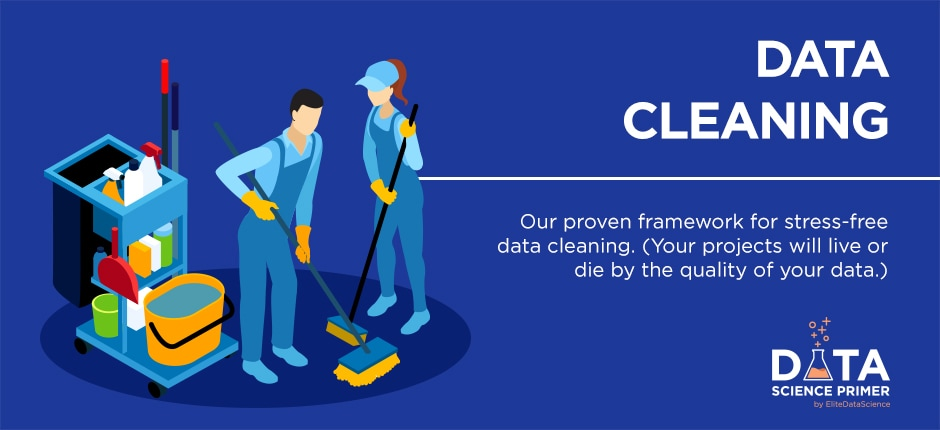 DATA
CLEANING
Our proven framework for stress-free
data cleaning. (Your projects will live or
die by the quality of your data.)
DATA
SCIENCE PRIMER
by EliteDataScience